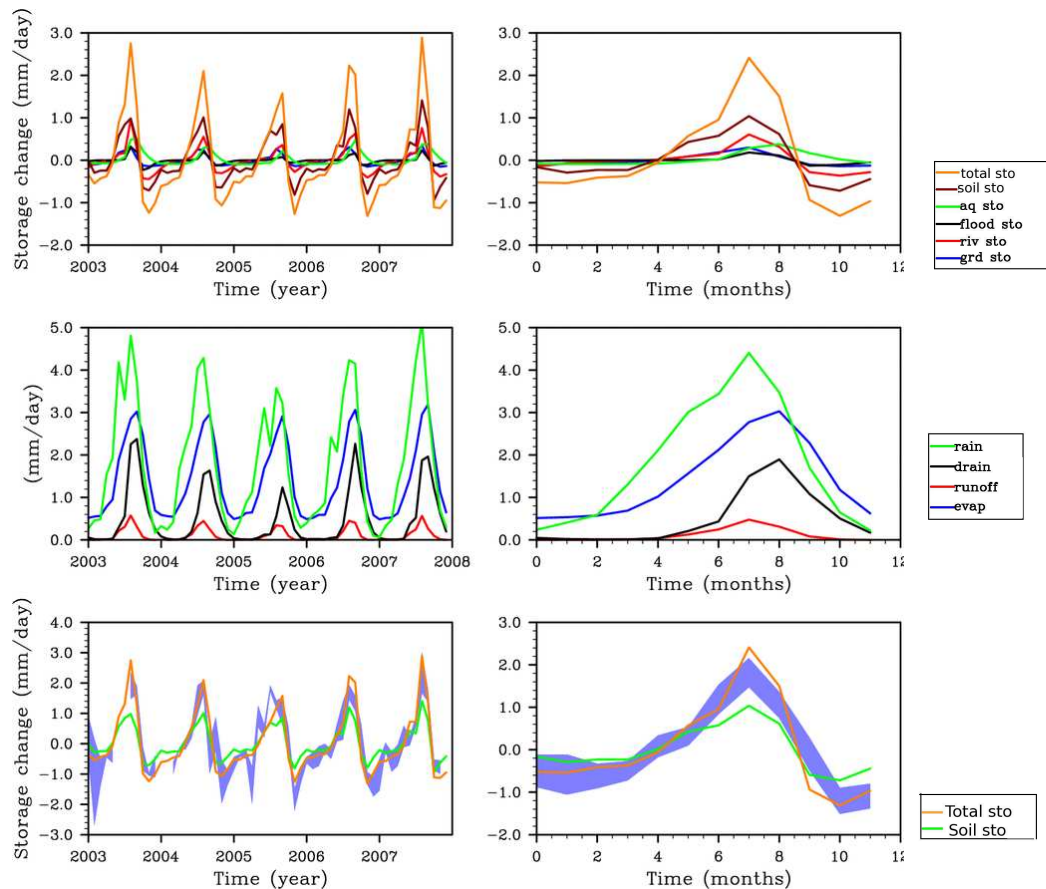 Storage change (mm/day)
3.0
2.0
1.0
0.0
−1.0
−2.0
2003 2004 2005 2006 2007
Time (year)
3.0
2.0
1.0
0.0
−1.0
−2.0
0 2 4 6 8 10 12
Time (months)
total sto
soil sto
aq sto
flood sto
riv sto
grd sto
(mm/day)
5.0
4.0
3.0
2.0
1.0
0.0
2003 2004 2005 2006 2007 2008
Time (year)
5.0
4.0
3.0
2.0
1.0
0.0
0 2 4 6 8 10 12
Time (months)
rain
drain
runoff
evap
Storage change (mm/day)
4.0
3.0
2.0
1.0
0.0
−1.0
−2.0
−3.0
2003 2004 2005 2006 2007
Time (year)
3.0
2.0
1.0
0.0
−1.0
−2.0
0 2 4 6 8 10 12
Time (months)
Total sto
Soil sto